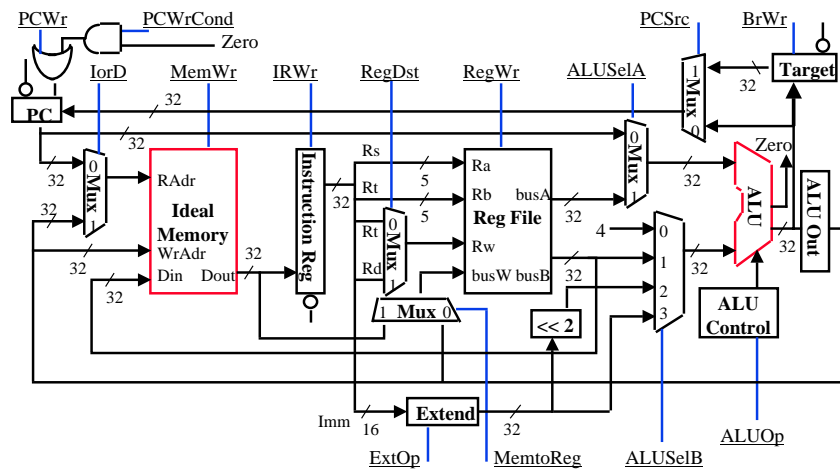 PCWr PCWrCond PCSrc BrWr
Zero
IorD MemWr IRWr RegDst RegWr ALUSelA
32 Target
PC 32 1 Mux 0
32 32
Rs Ra 0 Mux 1 Zero
32 0 Mux 1 RAdr Instruction Reg 32 5 32 ALU
Rt Rb busA
Ideal Memory 5 Reg File 32 ALU Out
32 Rt 0 Mux 1 Rw 4 0
32 WrAdr 32 Rd 32 1 32 32
32 Din Dout busW busB 2
1 Mux 0 << 2 3 ALU Control
Imm 16 Extend 32
ExtOp MemtoReg ALUSelB ALUOp